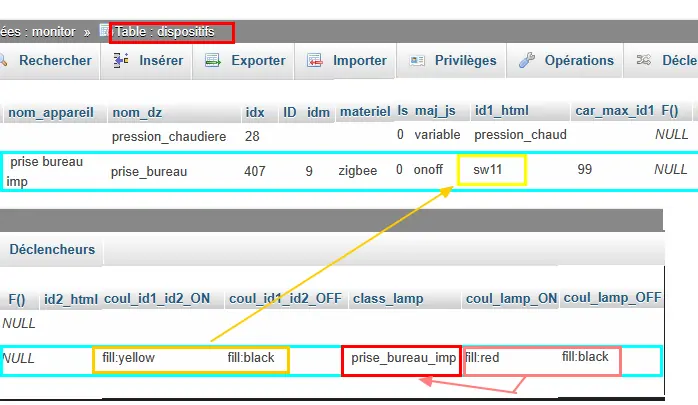 ées : monitor » Table : dispositifs
Rechercher Insérer Exporter Importer Privilèges Opérations Décle
nom_appareil nom_dz idx ID idm materiel ls maj_js id1_html car_max_id1 F()
pression_chaudiere 28 0 variable pression_chaud NULL
prise bureau imp prise_bureau 407 9 zigbee 0 onoff sw11 99 NULL
Déclencheurs
F() id2_html coul_id1_id2_ON coul_id1_id2_OFF class_lamp coul_lamp_ON coul_lamp_OFF
NULL
NULL fill:yellow fill:black prise_bureau_imp fill:red fill:black